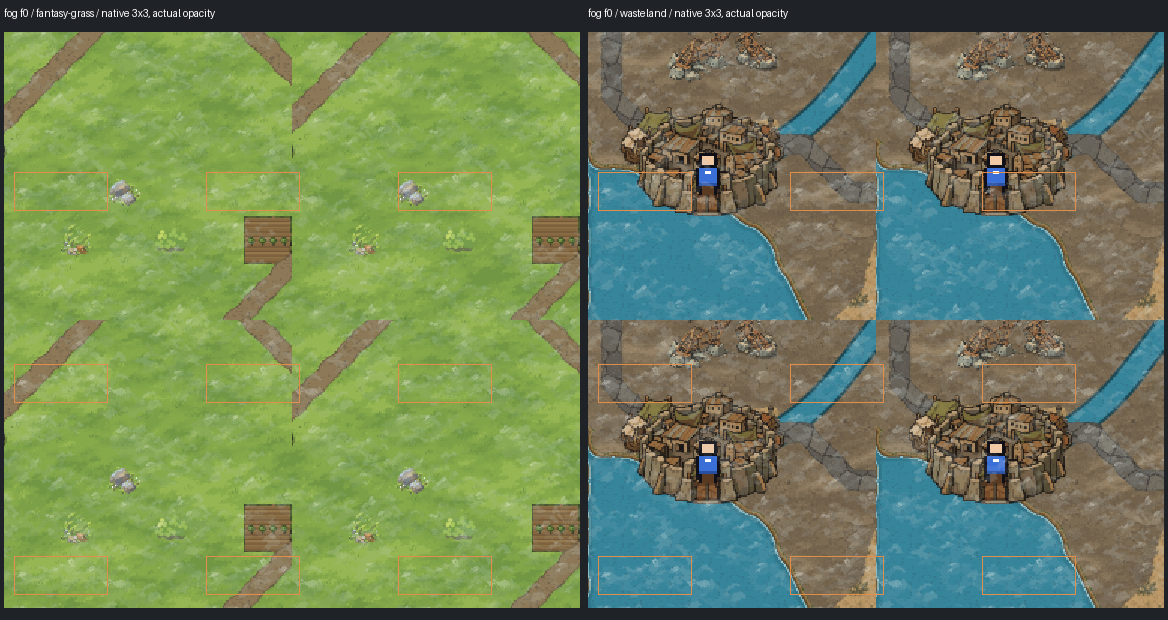 fog f0 / fantasy-grass / native 3x3, actual opacity
fog f0 / wasteland / native 3x3, actual opacity